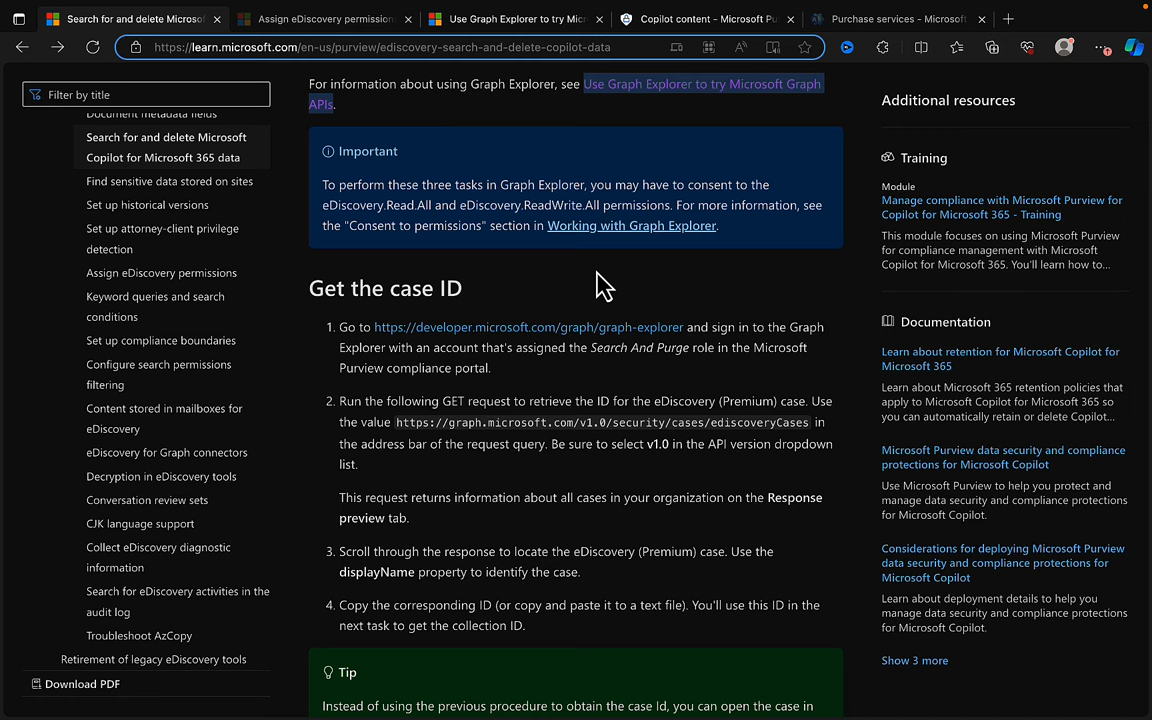 Search for and delete Microsof
Assign eDiscovery permission
Use Graph Explorer to try Micr
Copilot content - Microsoft Pu
Purchase services - Microsoft
https://learn.microsoft.com/en-us/purview/ediscovery-search-and-delete-copilot-data
Filter by title
Document metadata fields
Search for and delete Microsoft
Copilot for Microsoft 365 data
Find sensitive data stored on sites
Set up historical versions
Set up attorney-client privilege
detection
Assign eDiscovery permissions
Keyword queries and search
conditions
Set up compliance boundaries
Configure search permissions
filtering
Content stored in mailboxes for
eDiscovery
eDiscovery for Graph connectors
Decryption in eDiscovery tools
Conversation review sets
CJK language support
Collect eDiscovery diagnostic
information
Search for eDiscovery activities in the
audit log
Troubleshoot AzCopy
Retirement of legacy eDiscovery tools
Download PDF
For information about using Graph Explorer, see Use Graph Explorer to try Microsoft Graph
APIs.
Important
To perform these three tasks in Graph Explorer, you may have to consent to the
eDiscovery.Read.All and eDiscovery.ReadWrite.All permissions. For more information, see
the "Consent to permissions" section in Working with Graph Explorer.
Get the case ID
1. Go to https://developer.microsoft.com/graph/graph-explorer and sign in to the Graph
Explorer with an account that's assigned the Search And Purge role in the Microsoft
Purview compliance portal.
2. Run the following GET request to retrieve the ID for the eDiscovery (Premium) case. Use
the value https://graph.microsoft.com/v1.0/security/cases/ediscoveryCases in
the address bar of the request query. Be sure to select v1.0 in the API version dropdown
list.
This request returns information about all cases in your organization on the Response
preview tab.
3. Scroll through the response to locate the eDiscovery (Premium) case. Use the
displayName property to identify the case.
4. Copy the corresponding ID (or copy and paste it to a text file). You'll use this ID in the
next task to get the collection ID.
Tip
Instead of using the previous procedure to obtain the case Id, you can open the case in
Additional resources
Training
Module
Manage compliance with Microsoft Purview for
Copilot for Microsoft 365 - Training
This module focuses on using Microsoft Purview
for compliance management with Microsoft
Copilot for Microsoft 365. You'll learn how to...
Documentation
Learn about retention for Microsoft Copilot for
Microsoft 365
Learn about Microsoft 365 retention policies that
apply to Microsoft Copilot for Microsoft 365 so
you can automatically retain or delete Copilot...
Microsoft Purview data security and compliance
protections for Microsoft Copilot
Use Microsoft Purview to help you protect and
manage data security and compliance protections
for Microsoft Copilot.
Considerations for deploying Microsoft Purview
data security and compliance protections for
Microsoft Copilot
Learn about deployment details to help you
manage data security and compliance protections
for Microsoft Copilot.
Show 3 more